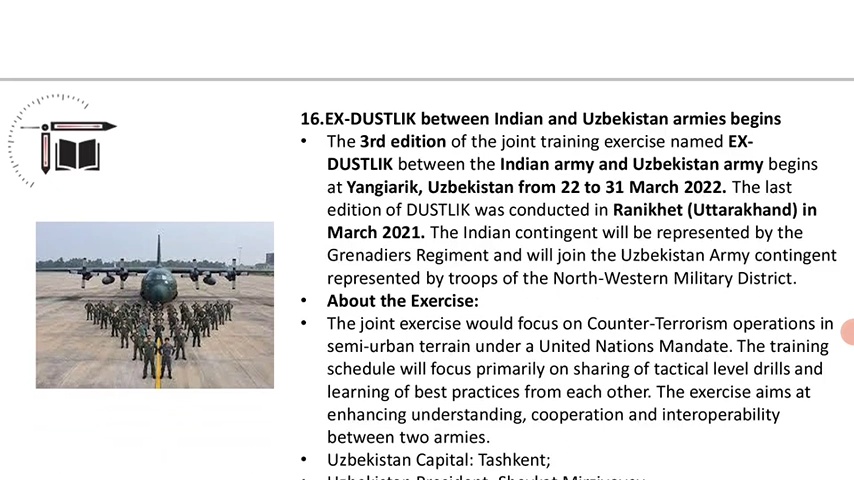 16.EX-DUSTLIK between Indian and Uzbekistan armies begins
• The 3rd edition of the joint training exercise named EX-
DUSTLIK between the Indian army and Uzbekistan army begins
at Yangiarik, Uzbekistan from 22 to 31 March 2022. The last
edition of DUSTLIK was conducted in Ranikhet (Uttarakhand) in
March 2021. The Indian contingent will be represented by the
Grenadiers Regiment and will join the Uzbekistan Army contingent
represented by troops of the North-Western Military District.
• About the Exercise:
• The joint exercise would focus on Counter-Terrorism operations in
semi-urban terrain under a United Nations Mandate. The training
schedule will focus primarily on sharing of tactical level drills and
learning of best practices from each other. The exercise aims at
enhancing understanding, cooperation and interoperability
between two armies.
• Uzbekistan Capital: Tashkent;
• Uzbekistan President: Shavkat Mirziyoyev